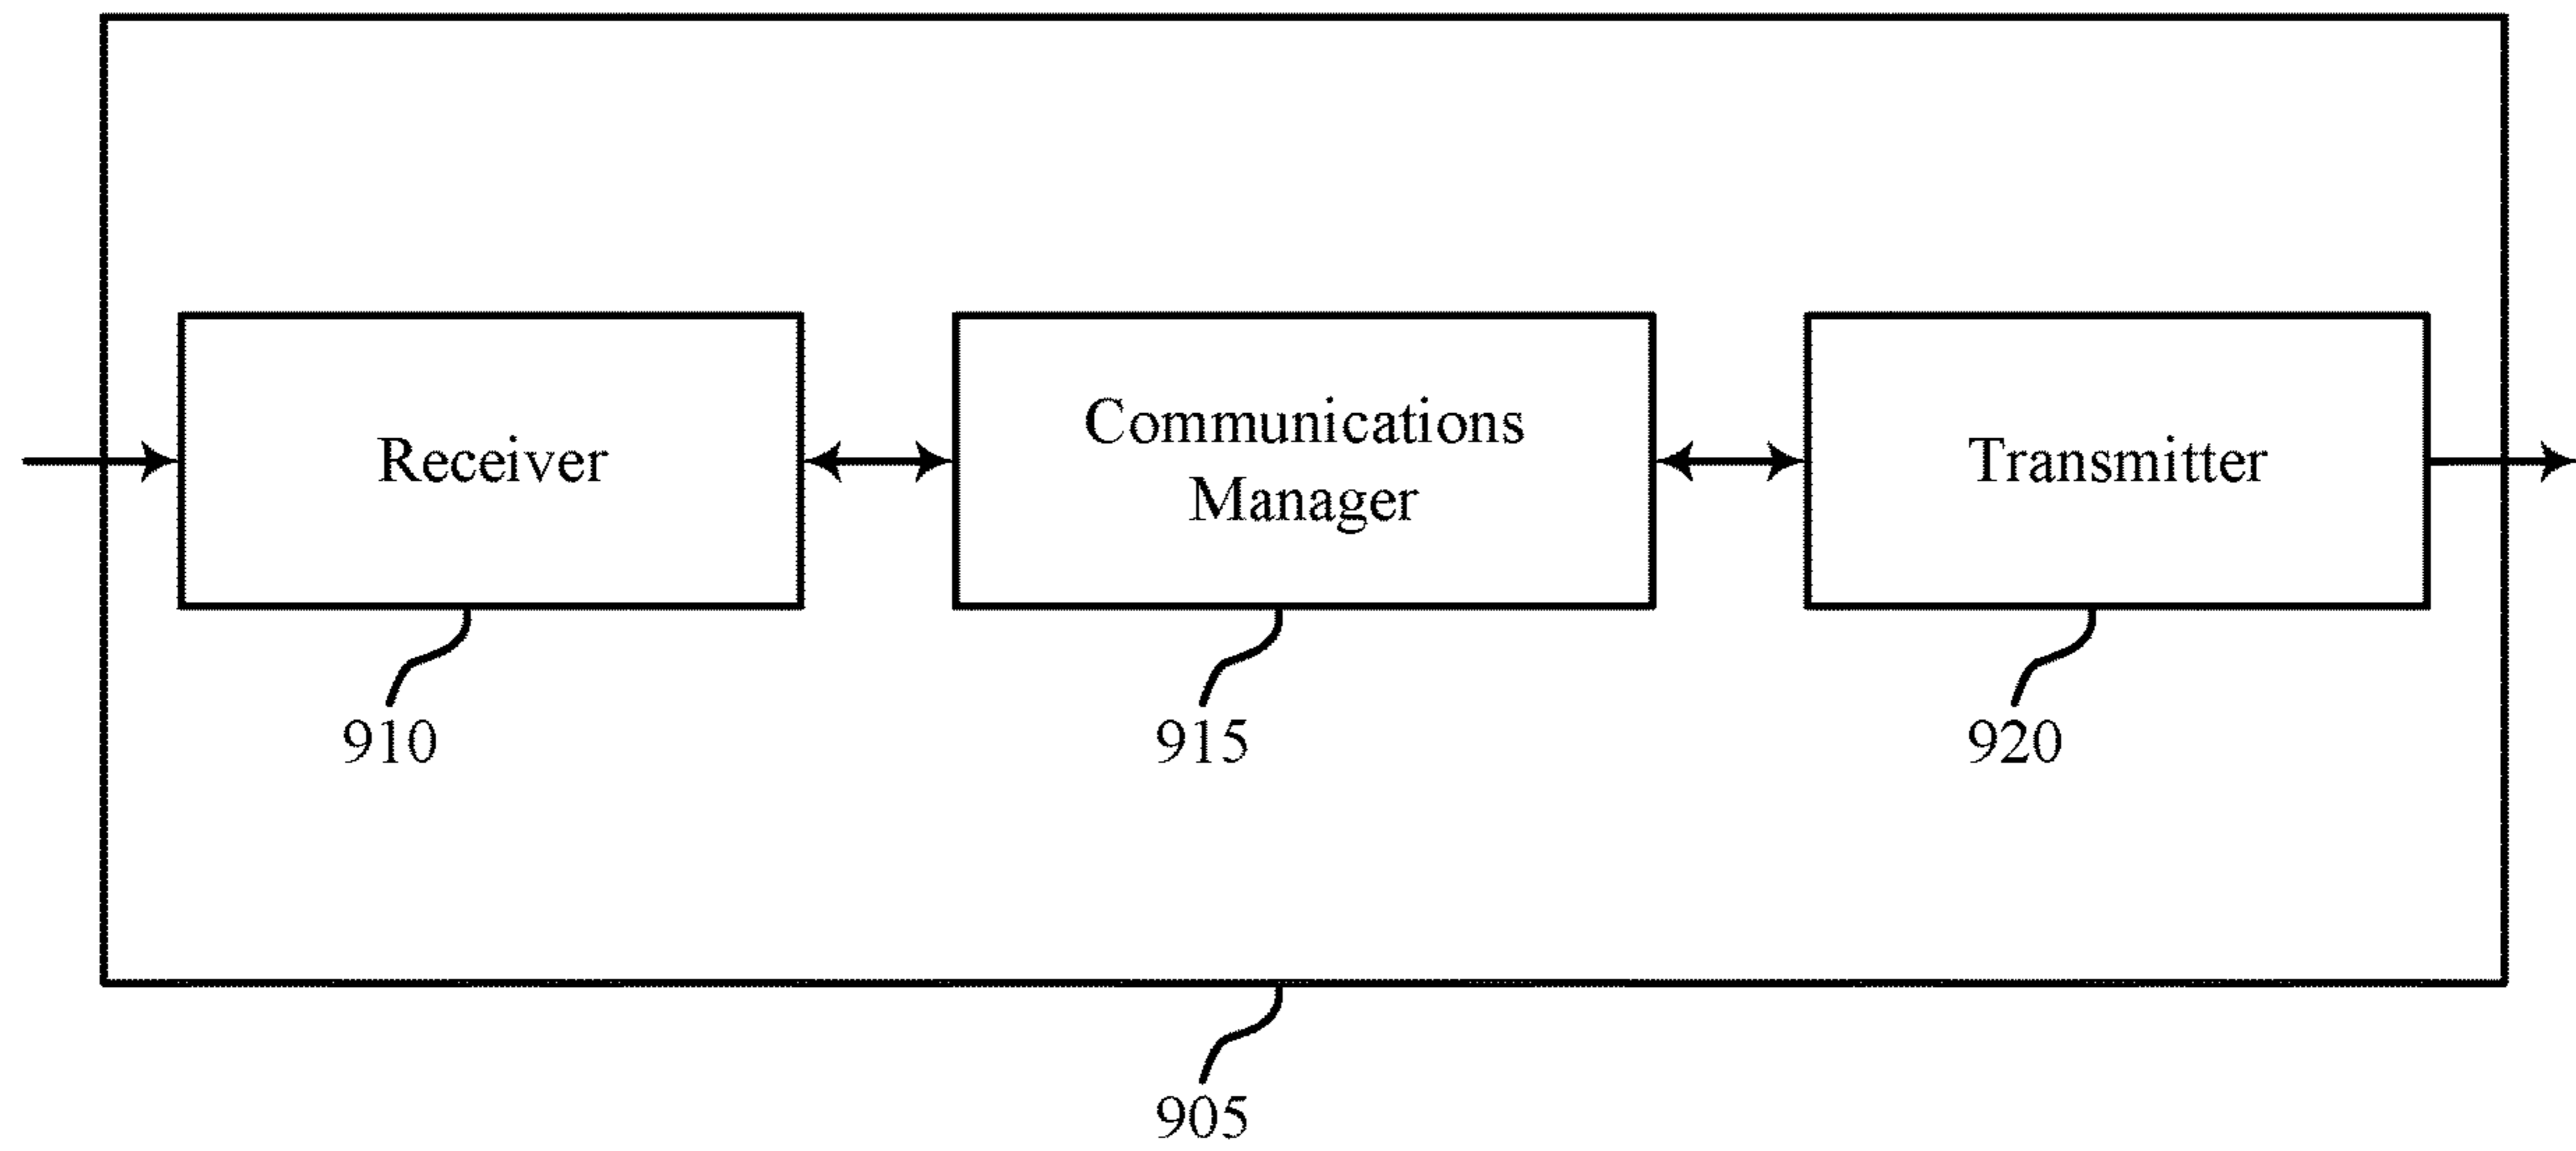 Receiver
Communications
Manager
Transmitter
910
915
920
905